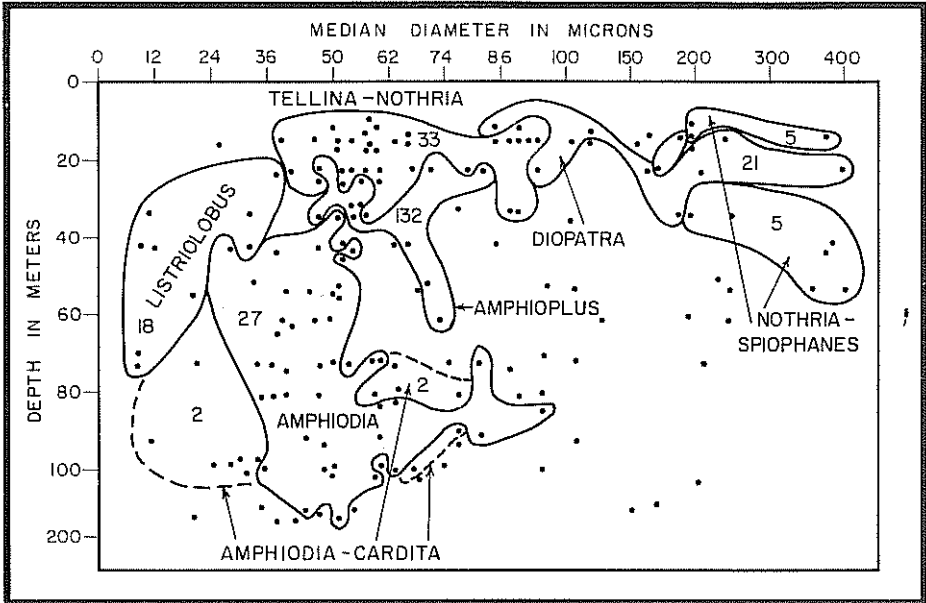 MEDIAN DIAMETER IN MICRONS
0 12 24 36 50 62 74 86 100 150 200 300 400
DEPTH IN METERS
0
20
40
60
80
100
200
TELLINA-NOTHRIA
33
5
21
132
5
LISTRIOLOBUS
DIOPATRA
AMPHIOPLUS
NOTHRIA-
SPIOPHANES
18
27
2
2
AMPHIODIA
AMPHIODIA-CARDITA